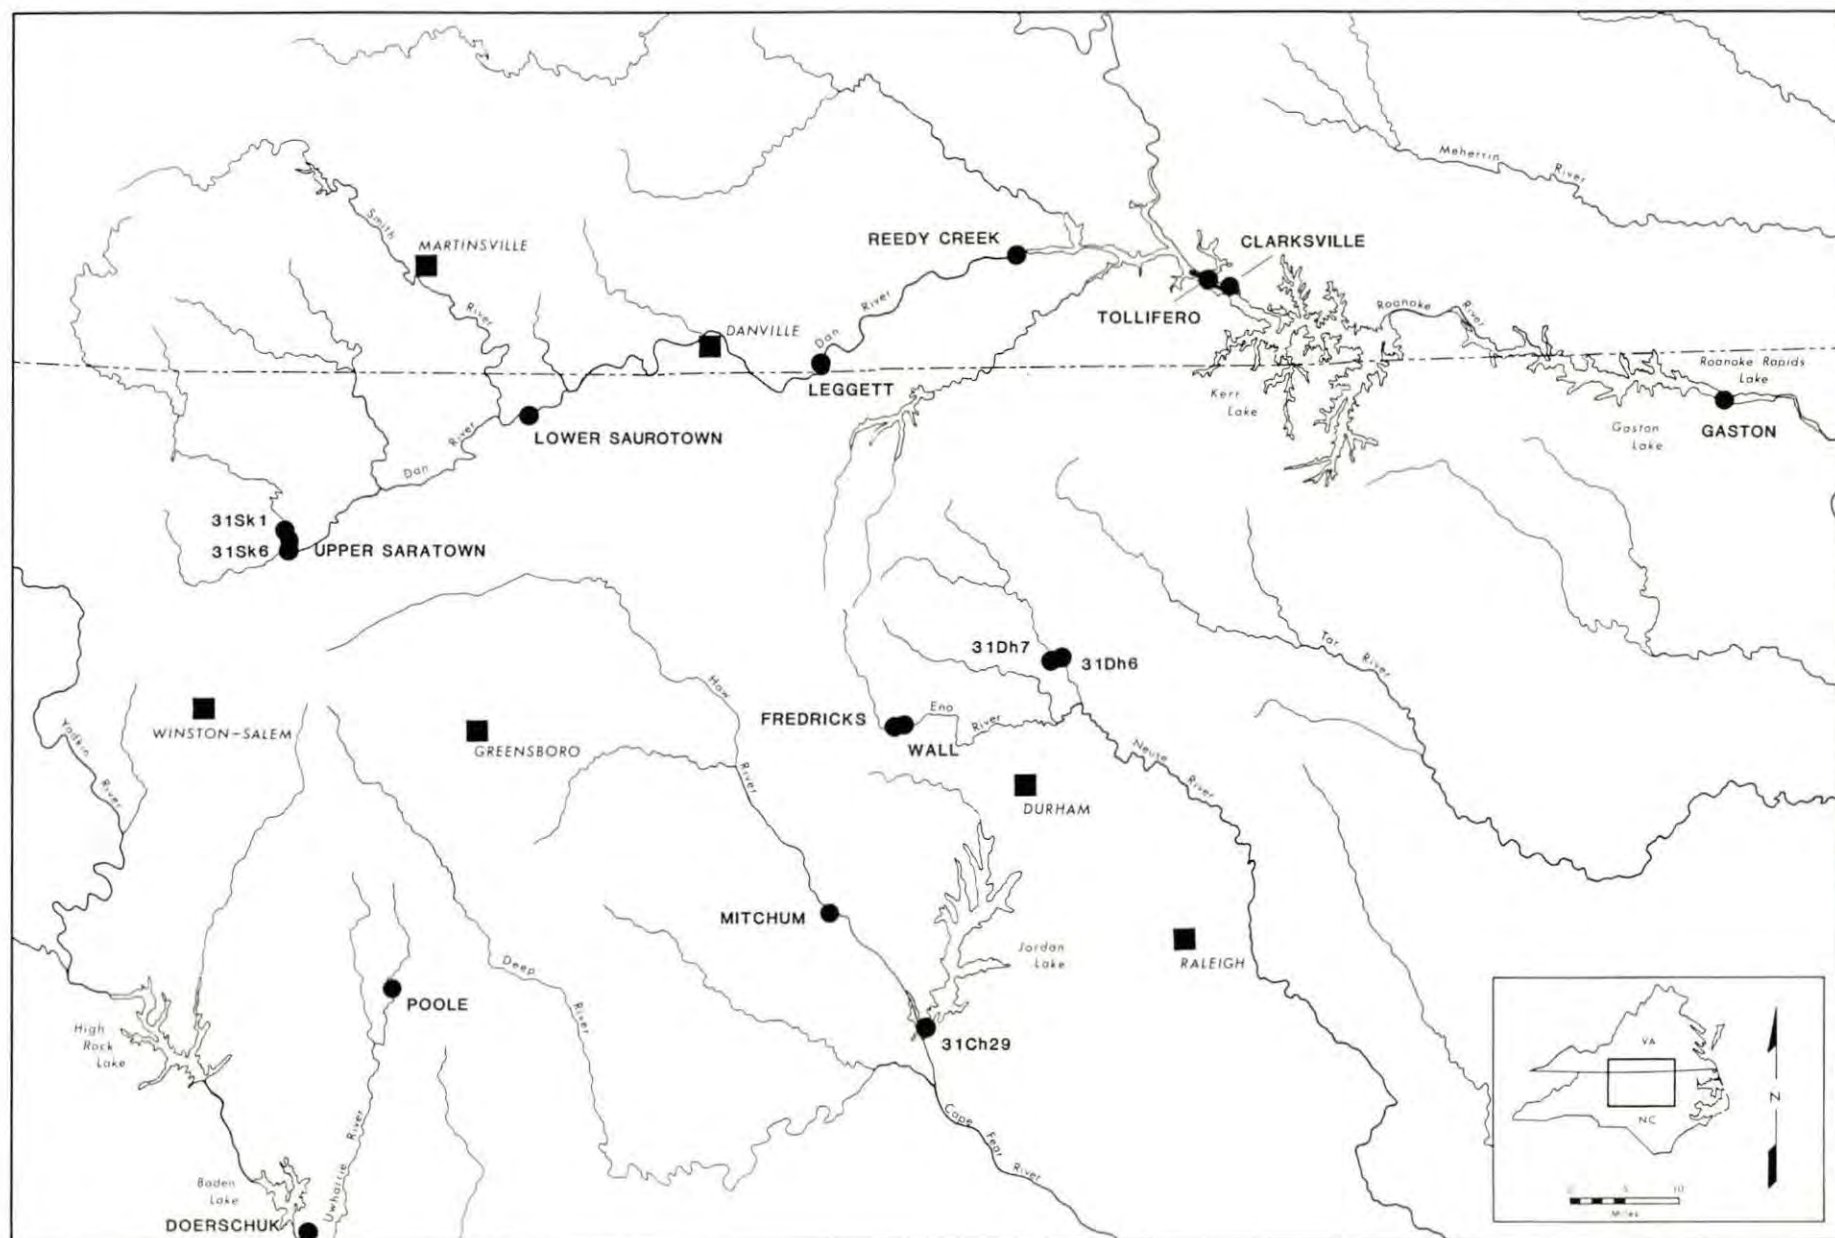 Meherrin
River
Smith
River
MARTINSVILLE
REEDY CREEK
CLARKSVILLE
TOLLIFERO
Roanoke
River
DANVILLE
Dan
River
LEGGETT
Kerr
Lake
Roanoke Rapids
Lake
Gaston
Lake
GASTON
LOWER SAUROTOWN
Dan
River
31Sk1
31Sk6
UPPER SARATOWN
31Dh7
31Dh6
Tar
River
Haw
River
FREDRICKS
WALL
Eno
River
Neuse
River
WINSTON-SALEM
GREENSBORO
Yadkin
River
DURHAM
MITCHUM
Jordan
Lake
RALEIGH
Deep
River
POOLE
31Ch29
High
Rock
Lake
Cape
Fear
River
Baden
Lake
Uwharrie
River
DOERSCHUK
VA
NC
N
0
5
10
Miles